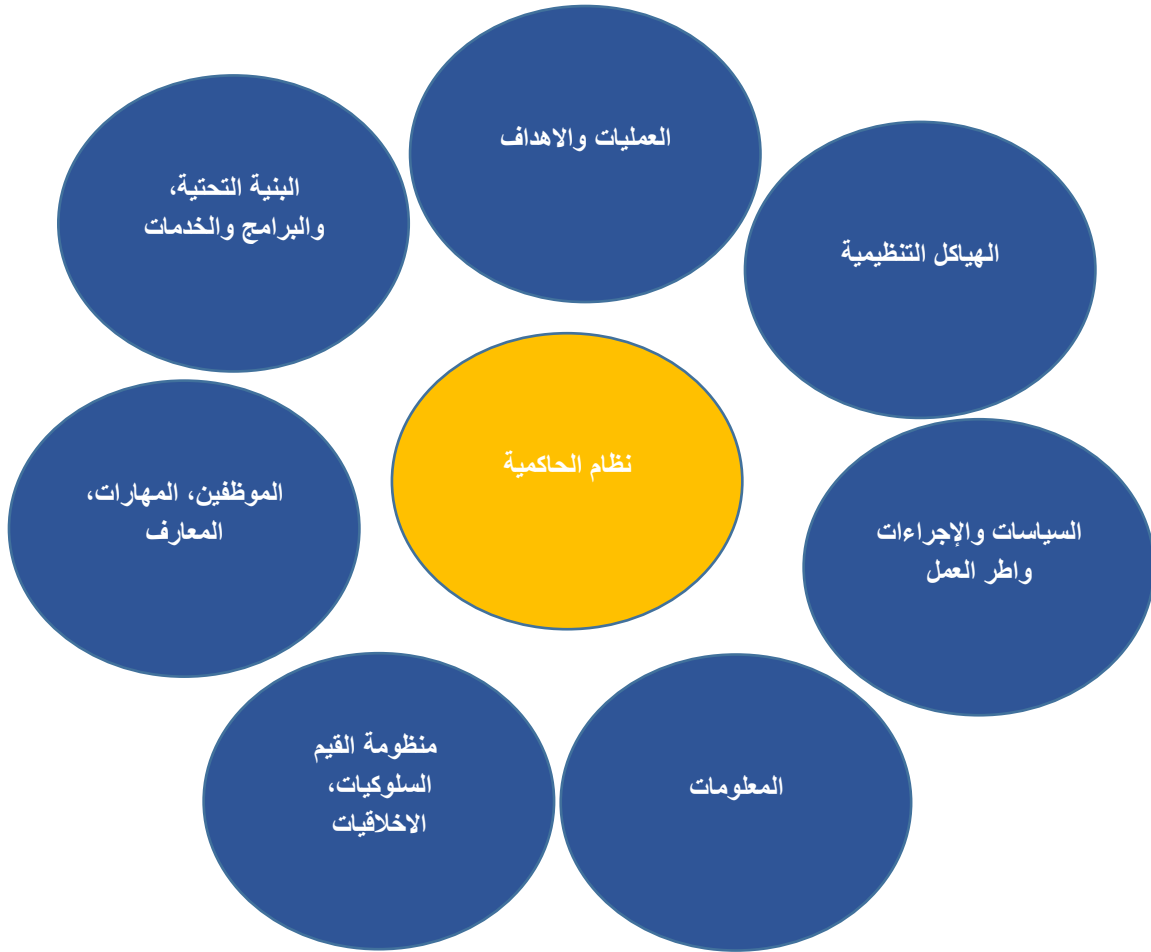 العمليات والاهداف
البنية التحتية،
والبرامج والخدمات
الهياكل التنظيمية
نظام الحاكمية
الموظفين، المهارات،
المعارف
السياسات والإجراءات
واطر العمل
منظومة القيم
السلوكيات،
الاخلاقيات
المعلومات